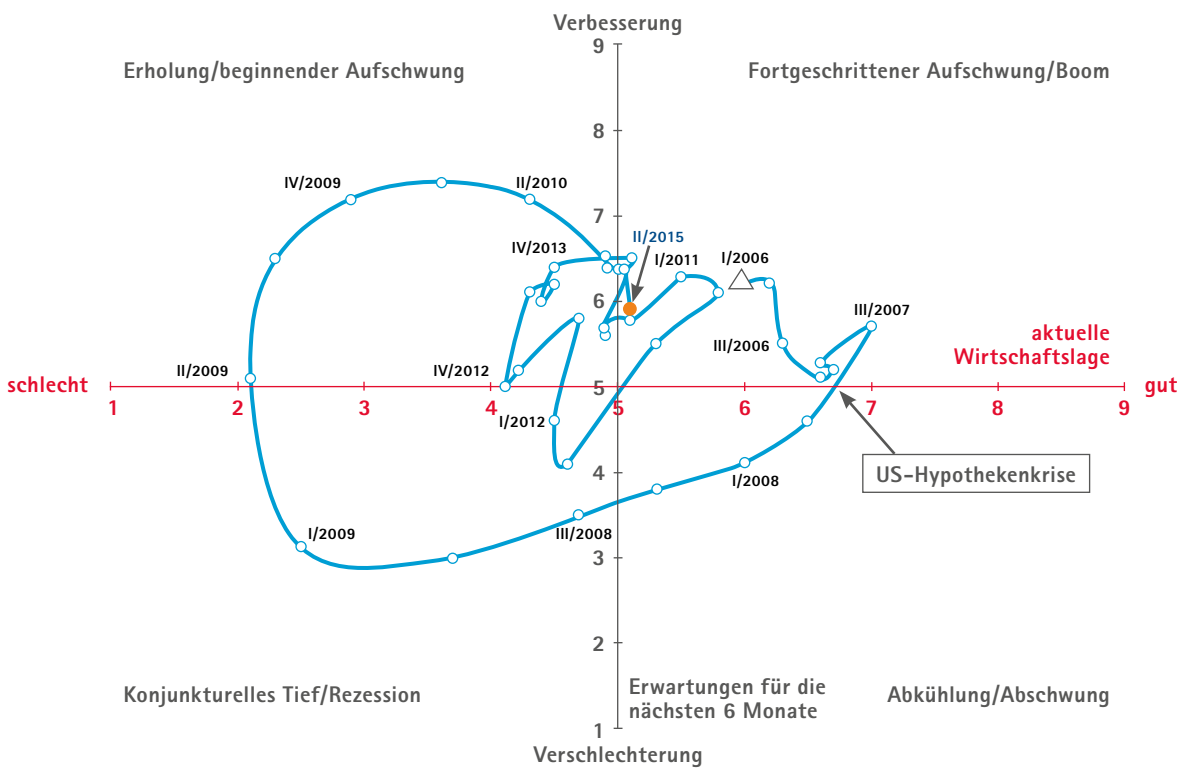 Verbesserung
9
Erholung/beginnender Aufschwung
Fortgeschrittener Aufschwung/Boom
8
IV/2009
II/2010
7
IV/2013
II/2015
I/2011
I/2006
6
III/2007
III/2006
aktuelle
Wirtschaftslage
II/2009
IV/2012
schlecht
5
gut
1
2
3
4
5
6
7
8
9
I/2012
4
US-Hypothekenkrise
I/2008
III/2008
I/2009
3
2
Konjunkturelles Tief/Rezession
Erwartungen für die
nächsten 6 Monate
Abkühlung/Abschwung
1
Verschlechterung